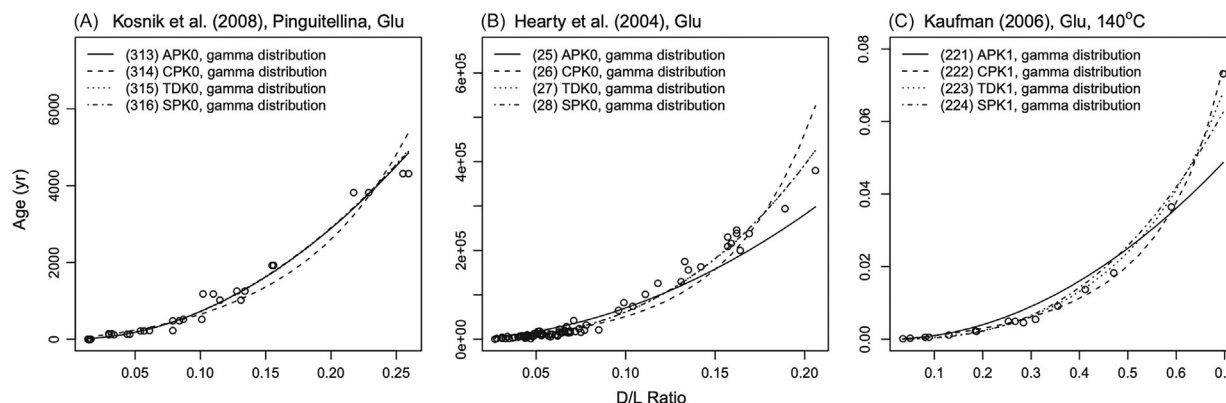 (A) Kosnik et al. (2008), Pinguitellina, Glu
(313) APK0, gamma distribution
(314) CPK0, gamma distribution
(315) TDK0, gamma distribution
(316) SPK0, gamma distribution
Age (yr)
0
2000
4000
6000
0.05
0.10
0.15
0.20
0.25
(B) Hearty et al. (2004), Glu
(25) APK0, gamma distribution
(26) CPK0, gamma distribution
(27) TDK0, gamma distribution
(28) SPK0, gamma distribution
0e+00
2e+05
4e+05
6e+05
0.05
0.10
0.15
0.20
D/L Ratio
(C) Kaufman (2006), Glu, 140°C
(221) APK1, gamma distribution
(222) CPK1, gamma distribution
(223) TDK1, gamma distribution
(224) SPK1, gamma distribution
0.00
0.02
0.04
0.06
0.08
0.1
0.2
0.3
0.4
0.5
0.6